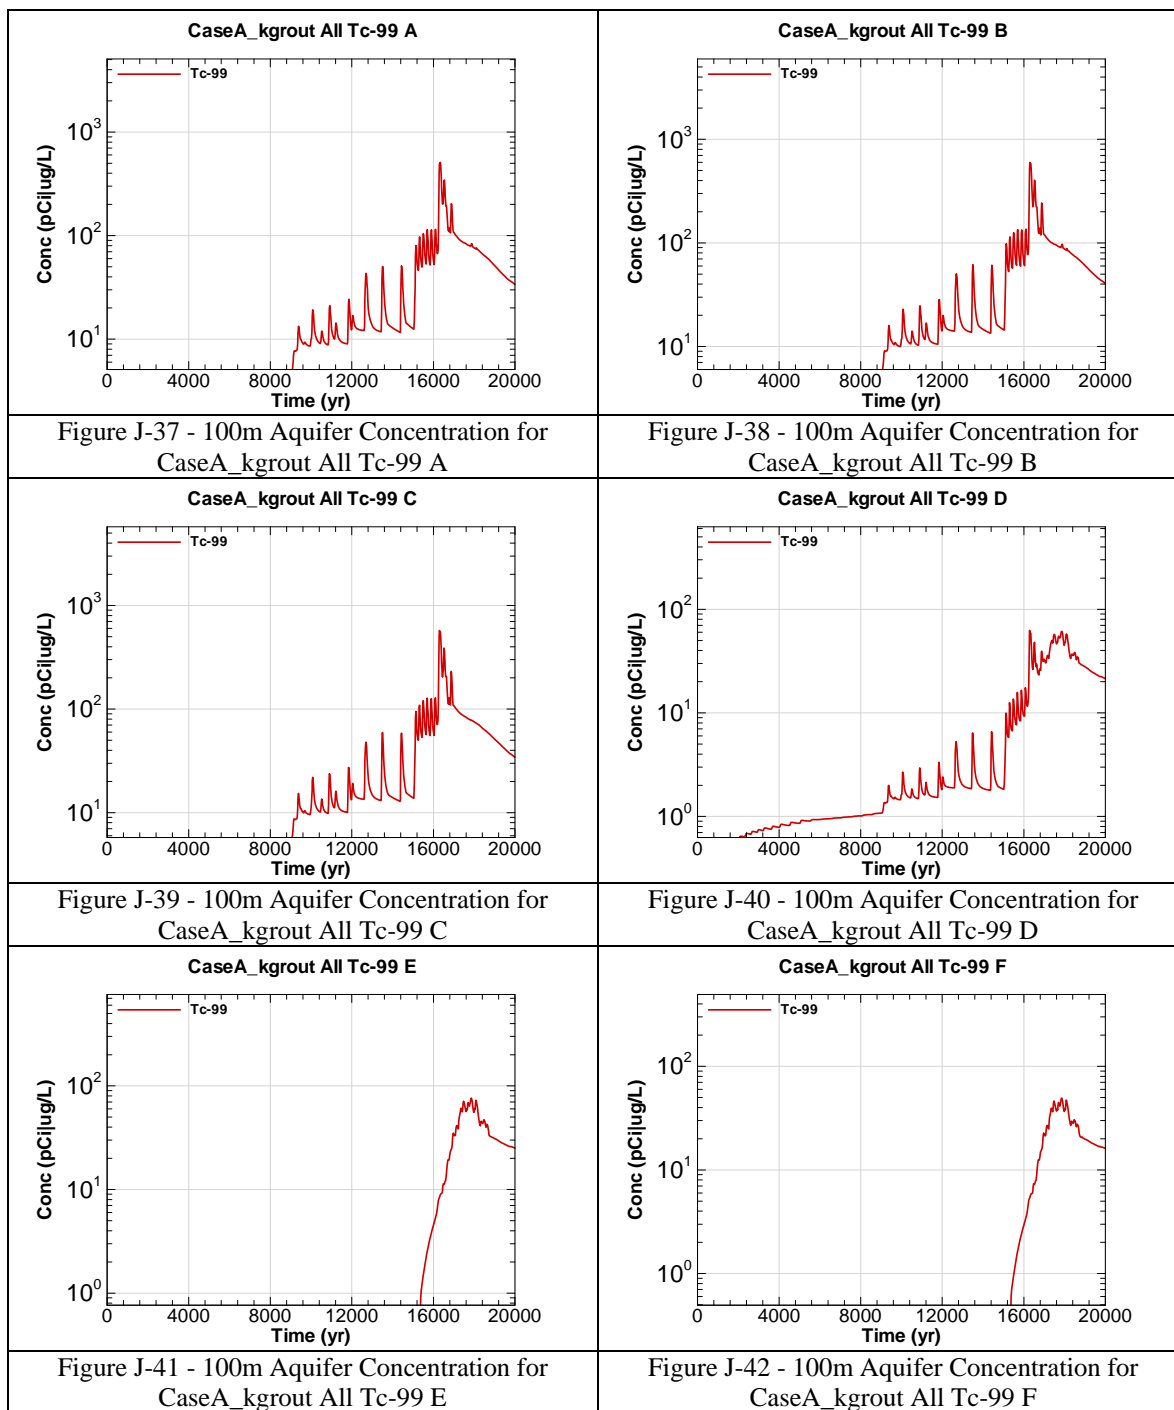 CaseA_kgrout All Tc-99 A
Tc-99
10^3
10^2
10^1
Conc (pCi|ug/L)
0 4000 8000 12000 16000 20000
Time (yr)
Figure J-37 - 100m Aquifer Concentration for
CaseA_kgrout All Tc-99 A
CaseA_kgrout All Tc-99 B
Tc-99
10^3
10^2
10^1
Conc (pCi|ug/L)
0 4000 8000 12000 16000 20000
Time (yr)
Figure J-38 - 100m Aquifer Concentration for
CaseA_kgrout All Tc-99 B
CaseA_kgrout All Tc-99 C
Tc-99
10^3
10^2
10^1
Conc (pCi|ug/L)
0 4000 8000 12000 16000 20000
Time (yr)
Figure J-39 - 100m Aquifer Concentration for
CaseA_kgrout All Tc-99 C
CaseA_kgrout All Tc-99 D
Tc-99
10^2
10^1
10^0
Conc (pCi|ug/L)
0 4000 8000 12000 16000 20000
Time (yr)
Figure J-40 - 100m Aquifer Concentration for
CaseA_kgrout All Tc-99 D
CaseA_kgrout All Tc-99 E
Tc-99
10^2
10^1
10^0
Conc (pCi|ug/L)
0 4000 8000 12000 16000 20000
Time (yr)
Figure J-41 - 100m Aquifer Concentration for
CaseA_kgrout All Tc-99 E
CaseA_kgrout All Tc-99 F
Tc-99
10^2
10^1
10^0
Conc (pCi|ug/L)
0 4000 8000 12000 16000 20000
Time (yr)
Figure J-42 - 100m Aquifer Concentration for
CaseA_kgrout All Tc-99 F